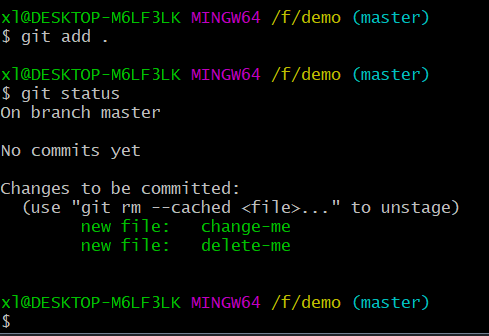 xl@DESKTOP-M6LF3LK MINGW64 /f/demo (master)
$ git add .
xl@DESKTOP-M6LF3LK MINGW64 /f/demo (master)
$ git status
On branch master
No commits yet
Changes to be committed:
  (use "git rm --cached <file>..." to unstage)
        new file:   change-me
        new file:   delete-me
xl@DESKTOP-M6LF3LK MINGW64 /f/demo (master)
$